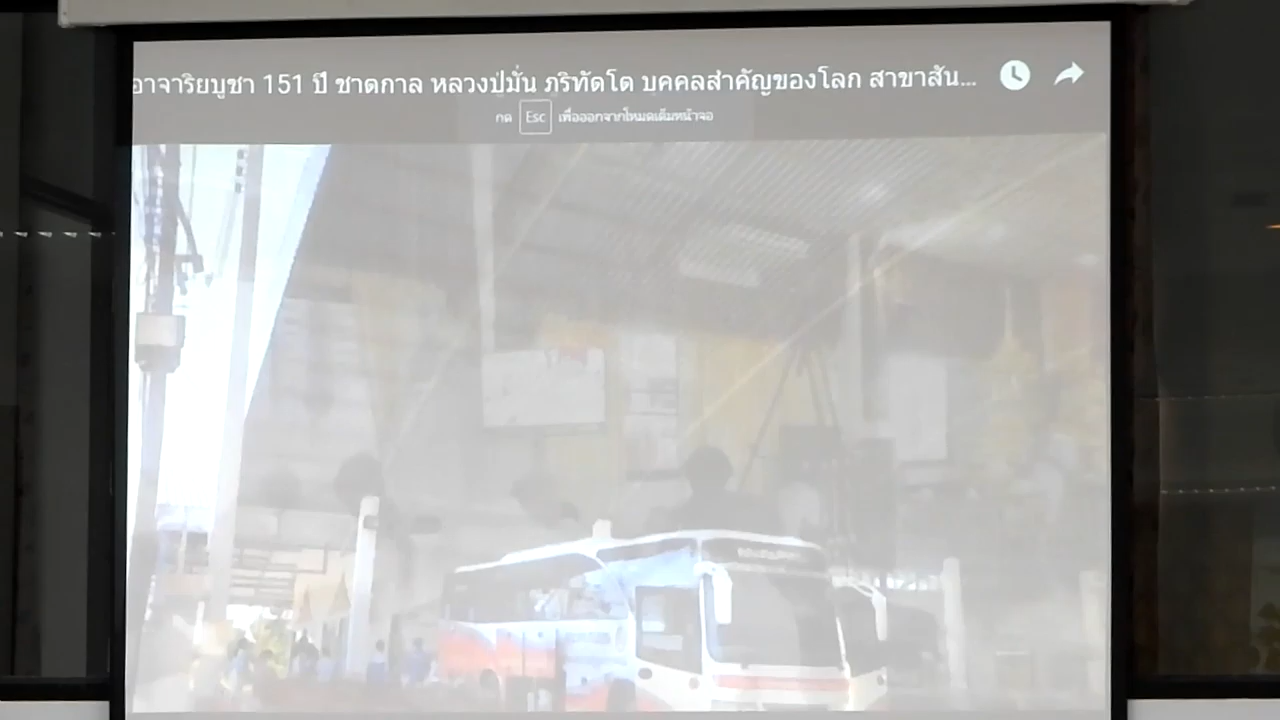 อาจาริยบูชา 151 ปี ชาตกาล หลวงปู่มั่น ภูริทัตโต บุคคลสำคัญของโลก สาขาสัน...
กด Esc เพื่อออกจากโหมดเต็มหน้าจอ